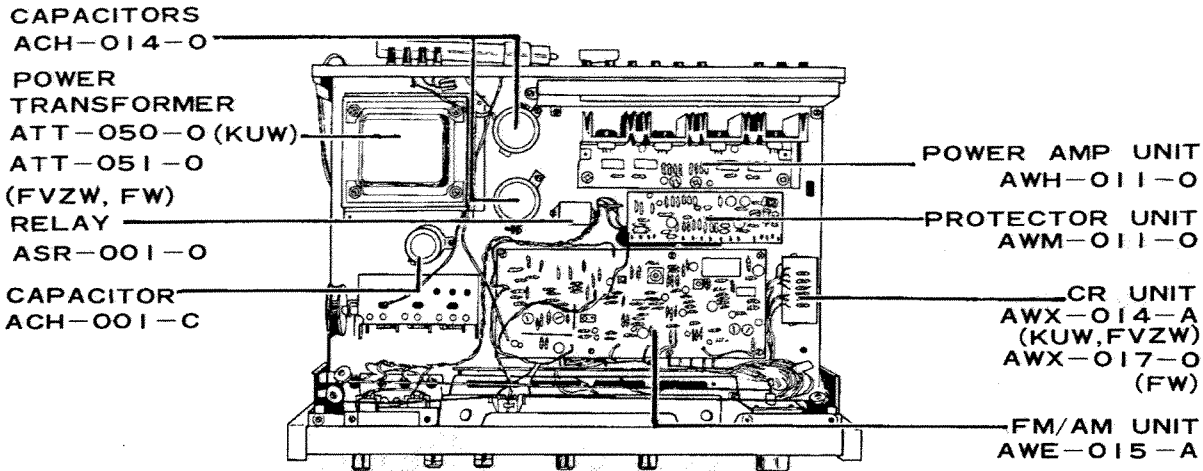 CAPACITORS
ACH-014-0
POWER
TRANSFORMER
ATT-050-0 (KUW)
ATT-051-0
(FVZW, FW)
RELAY
ASR-001-0
CAPACITOR
ACH-001-C
POWER AMP UNIT
AWH-011-0
PROTECTOR UNIT
AWM-011-0
CR UNIT
AWX-014-A
(KUW,FVZW)
AWX-017-0
(FW)
FM/AM UNIT
AWE-015-A